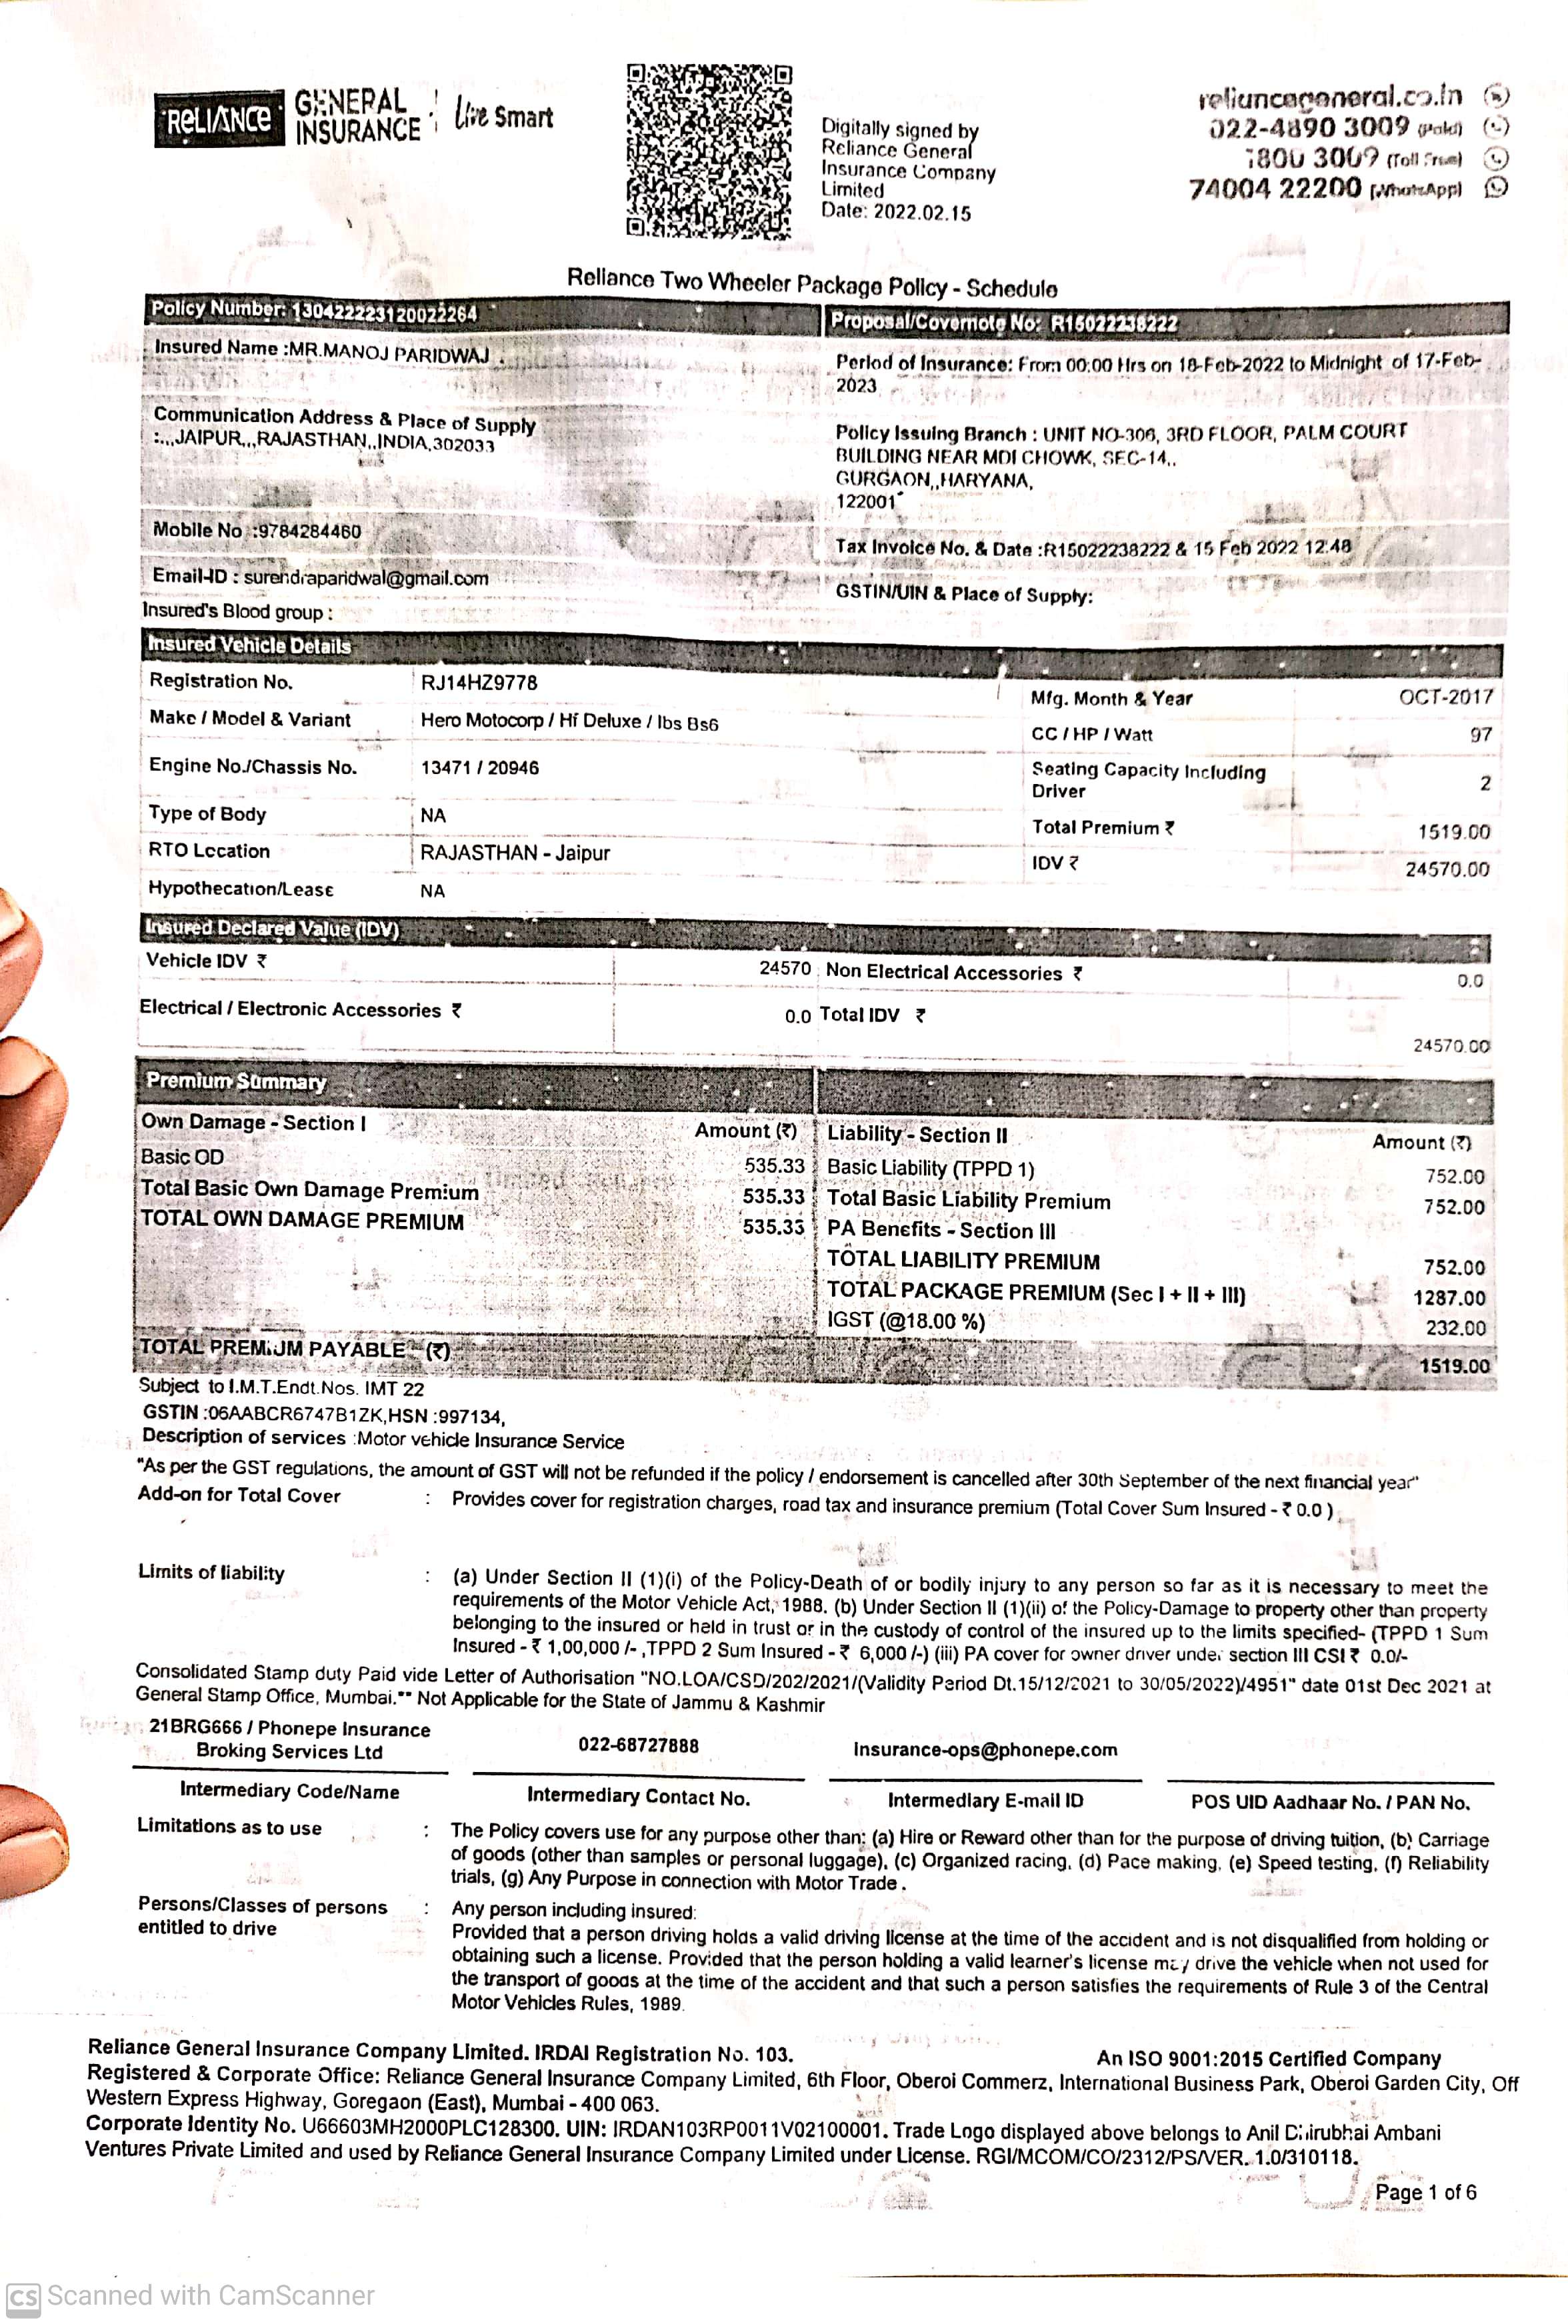 RELIANCE GENERAL INSURANCE Live Smart
Digitally signed by
Reliance General
Insurance Company
Limited
Date: 2022.02.15
reliancegeneral.co.in
022-4890 3009 (Paid)
1800 3009 (Toll Free)
74004 22200 (WhatsApp)
Reliance Two Wheeler Package Policy - Schedule
Policy Number: 130422223120022264
Proposal/Covernote No: R15022238222
Insured Name :MR.MANOJ PARIDWAJ
Period of Insurance: From 00:00 Hrs on 18-Feb-2022 to Midnight of 17-Feb-
2023
Communication Address & Place of Supply
:,,,JAIPUR,,,RAJASTHAN,,INDIA,302033
Policy Issuing Branch : UNIT NO-306, 3RD FLOOR, PALM COURT
BUILDING NEAR MDI CHOWK, SEC-14,,
GURGAON,,HARYANA,
122001
Mobile No :9784284460
Tax Invoice No. & Date :R15022238222 & 15 Feb 2022 12:48
Email-ID : surendraparidwal@gmail.com
GSTIN/UIN & Place of Supply:
Insured's Blood group :
Insured Vehicle Details
Registration No. RJ14HZ9778
Mfg. Month & Year OCT-2017
Make / Model & Variant Hero Motocorp / Hf Deluxe / Ibs Bs6
CC / HP / Watt 97
Engine No./Chassis No. 13471 / 20946
Seating Capacity Including
Driver 2
Type of Body NA
Total Premium ₹ 1519.00
RTO Location RAJASTHAN - Jaipur
IDV ₹ 24570.00
Hypothecation/Lease NA
Insured Declared Value (IDV)
Vehicle IDV ₹ 24570 Non Electrical Accessories ₹ 0.0
Electrical / Electronic Accessories ₹ 0.0 Total IDV ₹
24570.00
Premium Summary
Own Damage - Section I Amount (₹) Liability - Section II Amount (₹)
Basic OD 535.33 Basic Liability (TPPD 1) 752.00
Total Basic Own Damage Premium 535.33 Total Basic Liability Premium 752.00
TOTAL OWN DAMAGE PREMIUM 535.33 PA Benefits - Section III
TOTAL LIABILITY PREMIUM 752.00
TOTAL PACKAGE PREMIUM (Sec I + II + III) 1287.00
IGST (@18.00 %) 232.00
TOTAL PREMIUM PAYABLE (₹) 1519.00
Subject to I.M.T.Endt.Nos. IMT 22
GSTIN :06AABCR6747B1ZK,HSN :997134,
Description of services :Motor vehicle Insurance Service
"As per the GST regulations, the amount of GST will not be refunded if the policy / endorsement is cancelled after 30th September of the next financial year"
Add-on for Total Cover : Provides cover for registration charges, road tax and insurance premium (Total Cover Sum Insured - ₹ 0.0 )
Limits of liability : (a) Under Section II (1)(i) of the Policy-Death of or bodily injury to any person so far as it is necessary to meet the
requirements of the Motor Vehicle Act, 1988. (b) Under Section II (1)(ii) of the Policy-Damage to property other than property
belonging to the insured or held in trust or in the custody of control of the insured up to the limits specified- (TPPD 1 Sum
Insured - ₹ 1,00,000 /- ,TPPD 2 Sum Insured - ₹ 6,000 /-) (iii) PA cover for owner driver under section III CSI ₹ 0.0/-
Consolidated Stamp duty Paid vide Letter of Authorisation "NO.LOA/CSD/202/2021/(Validity Period Dt.15/12/2021 to 30/05/2022)/4951" date 01st Dec 2021 at
General Stamp Office, Mumbai.** Not Applicable for the State of Jammu & Kashmir
21BRG666 / Phonepe Insurance
Broking Services Ltd 022-68727888 insurance-ops@phonepe.com
Intermediary Code/Name Intermediary Contact No. Intermediary E-mail ID POS UID Aadhaar No. / PAN No.
Limitations as to use : The Policy covers use for any purpose other than: (a) Hire or Reward other than for the purpose of driving tuition, (b) Carriage
of goods (other than samples or personal luggage), (c) Organized racing, (d) Pace making, (e) Speed testing, (f) Reliability
trials, (g) Any Purpose in connection with Motor Trade .
Persons/Classes of persons : Any person including insured:
entitled to drive Provided that a person driving holds a valid driving license at the time of the accident and is not disqualified from holding or
obtaining such a license. Provided that the person holding a valid learner's license may drive the vehicle when not used for
the transport of goods at the time of the accident and that such a person satisfies the requirements of Rule 3 of the Central
Motor Vehicles Rules, 1989.
Reliance General Insurance Company Limited. IRDAI Registration No. 103. An ISO 9001:2015 Certified Company
Registered & Corporate Office: Reliance General Insurance Company Limited, 6th Floor, Oberoi Commerz, International Business Park, Oberoi Garden City, Off
Western Express Highway, Goregaon (East), Mumbai - 400 063.
Corporate Identity No. U66603MH2000PLC128300. UIN: IRDAN103RP0011V02100001. Trade Logo displayed above belongs to Anil Dhirubhai Ambani
Ventures Private Limited and used by Reliance General Insurance Company Limited under License. RGI/MCOM/CO/2312/PS/VER. 1.0/310118.
Page 1 of 6
CS Scanned with CamScanner